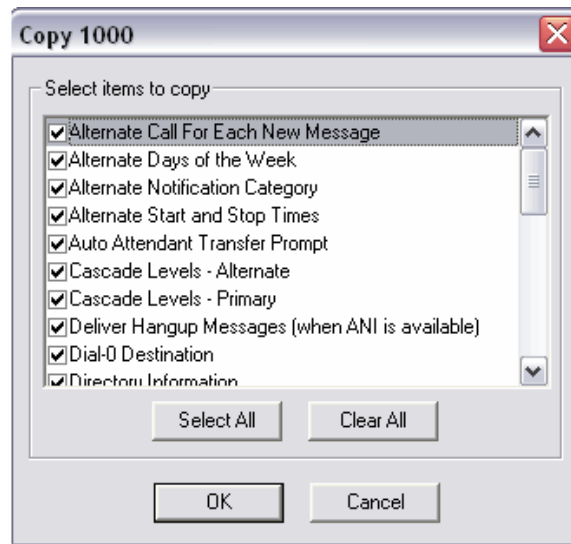 Copy 1000
Select items to copy
Alternate Call For Each New Message
Alternate Days of the Week
Alternate Notification Category
Alternate Start and Stop Times
Auto Attendant Transfer Prompt
Cascade Levels - Alternate
Cascade Levels - Primary
Deliver Hangup Messages (when ANI is available)
Dial-0 Destination
Directory Information
Select All Clear All
OK Cancel